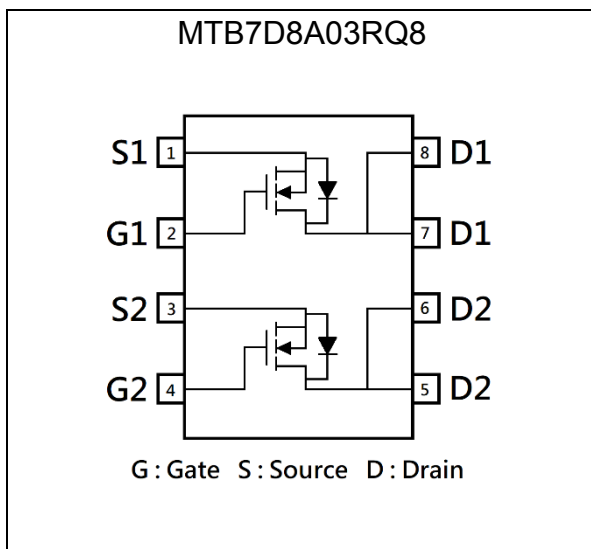 MTB7D8A03RQ8
S1 1 8 D1
G1 2 7 D1
S2 3 6 D2
G2 4 5 D2
G : Gate S : Source D : Drain